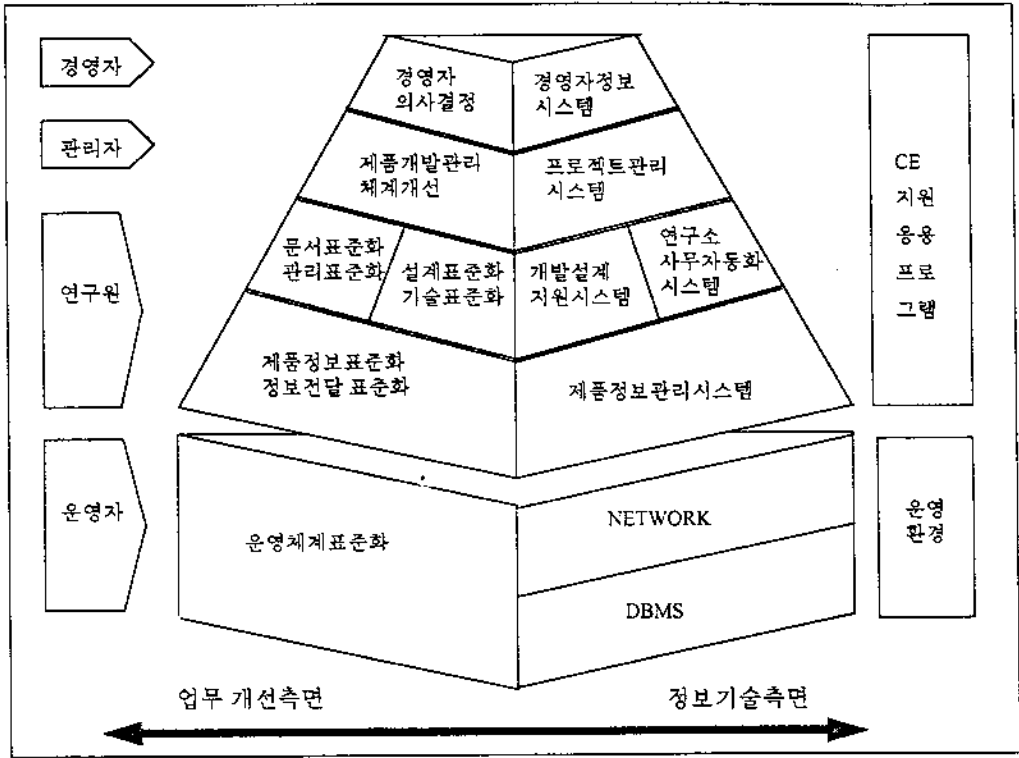 경영자
관리자
연구원
운영자
경영자
의사결정
경영자정보
시스템
제품개발관리
체계개선
프로젝트관리
시스템
문서표준화
관리표준화
설계표준화
기술표준화
개발설계
지원시스템
연구소
사무자동화
시스템
제품정보표준화
정보전달 표준화
제품정보관리시스템
운영체계표준화
NETWORK
DBMS
CE
지원
응용
프로
그램
운영
환경
업무 개선측면
정보기술측면